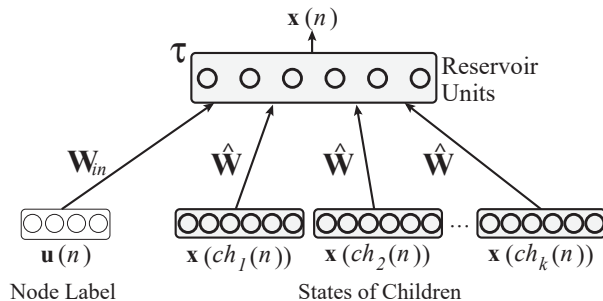 x(n)
τ
Reservoir
Units
W_in
Ŵ
Ŵ
Ŵ
...
u(n)
x(ch_1(n))
x(ch_2(n))
x(ch_k(n))
Node Label
States of Children